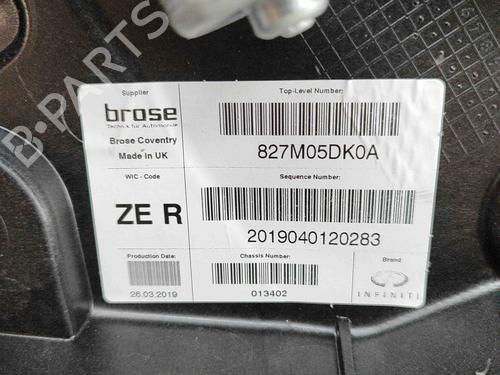 Supplier
brose
Technik für Automobile
Brose Coventry
Made In UK
WIC - Code
ZE R
Production Date:
26.03.2019
Top-Level Number:
827M05DK0A
Sequence Number:
2019040120283
Chassis Number:
013402
Brand:
INFINITI
B-PARTS